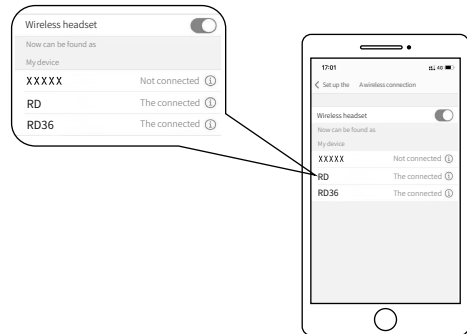 Wireless headset
Now can be found as
My device
XXXXX Not connected
RD The connected
RD36 The connected
17:01 4G
Set up the A wireless connection
Wireless headset
Now can be found as
My device
XXXXX Not connected
RD The connected
RD36 The connected